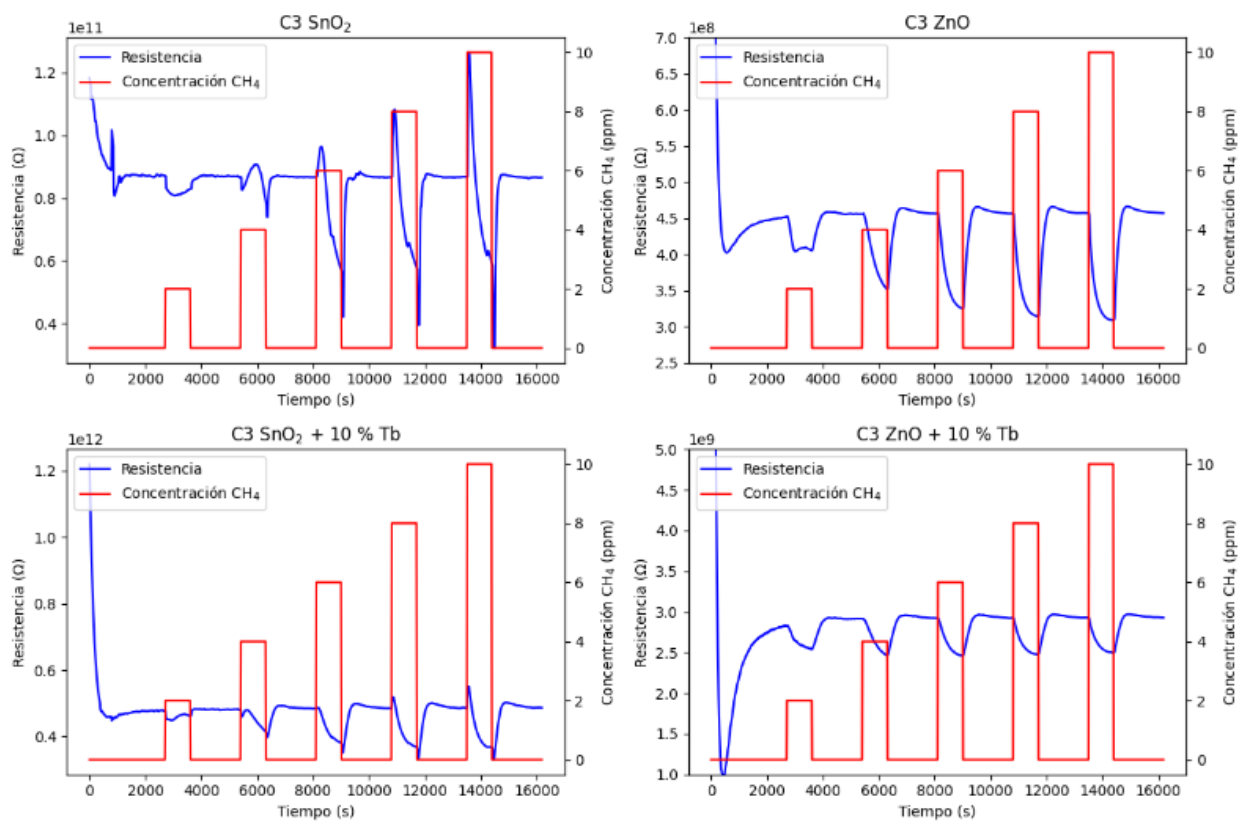 C3 SnO₂
1e11
Resistencia
Concentración CH₄
Resistencia (Ω)
1.2
1.0
0.8
0.6
0.4
10
8
6
4
2
0
Concentración CH₄ (ppm)
0 2000 4000 6000 8000 10000 12000 14000 16000
Tiempo (s)
C3 ZnO
1e8
Resistencia
Concentración CH₄
Resistencia (Ω)
7.0
6.5
6.0
5.5
5.0
4.5
4.0
3.5
3.0
2.5
10
8
6
4
2
0
Concentración CH₄ (ppm)
0 2000 4000 6000 8000 10000 12000 14000 16000
Tiempo (s)
C3 SnO₂ + 10 % Tb
1e12
Resistencia
Concentración CH₄
Resistencia (Ω)
1.2
1.0
0.8
0.6
0.4
10
8
6
4
2
0
Concentración CH₄ (ppm)
0 2000 4000 6000 8000 10000 12000 14000 16000
Tiempo (s)
C3 ZnO + 10 % Tb
1e9
Resistencia
Concentración CH₄
Resistencia (Ω)
5.0
4.5
4.0
3.5
3.0
2.5
2.0
1.5
1.0
10
8
6
4
2
0
Concentración CH₄ (ppm)
0 2000 4000 6000 8000 10000 12000 14000 16000
Tiempo (s)